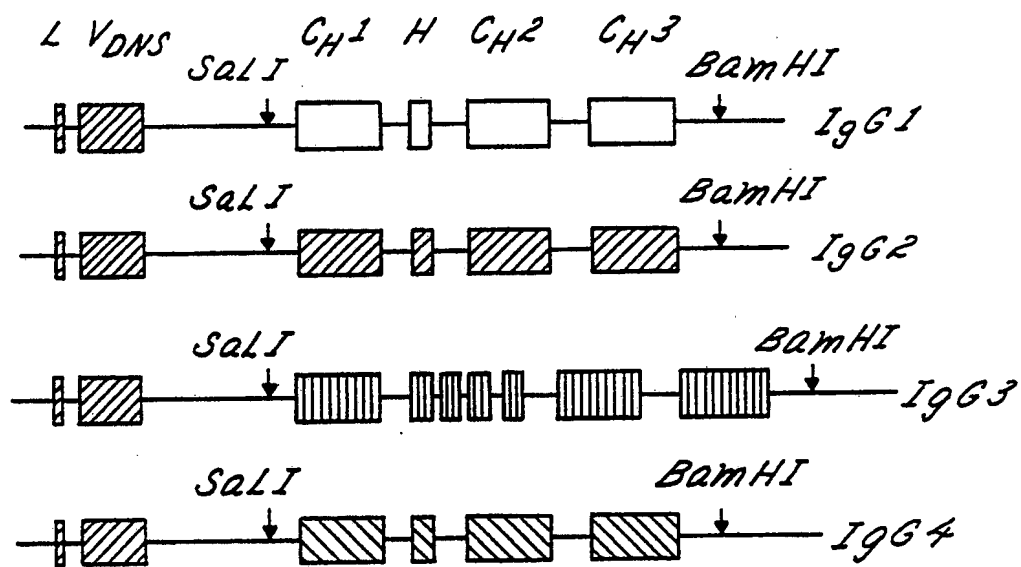 L V_DNS C_H1 H C_H2 C_H3
SalI BamHI
IgG1
SalI BamHI
IgG2
SalI BamHI
IgG3
SalI BamHI
IgG4